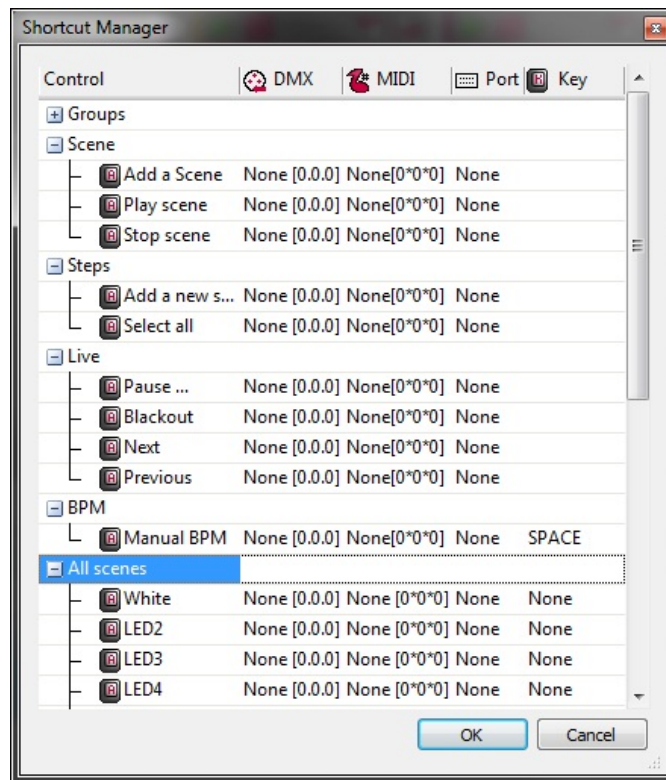 Shortcut Manager
Control DMX MIDI Port Key
Groups
Scene
Add a Scene None [0.0.0] None[0*0*0] None
Play scene None [0.0.0] None[0*0*0] None
Stop scene None [0.0.0] None[0*0*0] None
Steps
Add a new s... None [0.0.0] None[0*0*0] None
Select all None [0.0.0] None[0*0*0] None
Live
Pause ... None [0.0.0] None[0*0*0] None
Blackout None [0.0.0] None[0*0*0] None
Next None [0.0.0] None[0*0*0] None
Previous None [0.0.0] None[0*0*0] None
BPM
Manual BPM None [0.0.0] None[0*0*0] None SPACE
All scenes
White None [0.0.0] None [0*0*0] None None
LED2 None [0.0.0] None [0*0*0] None None
LED3 None [0.0.0] None [0*0*0] None None
LED4 None [0.0.0] None [0*0*0] None None
OK Cancel